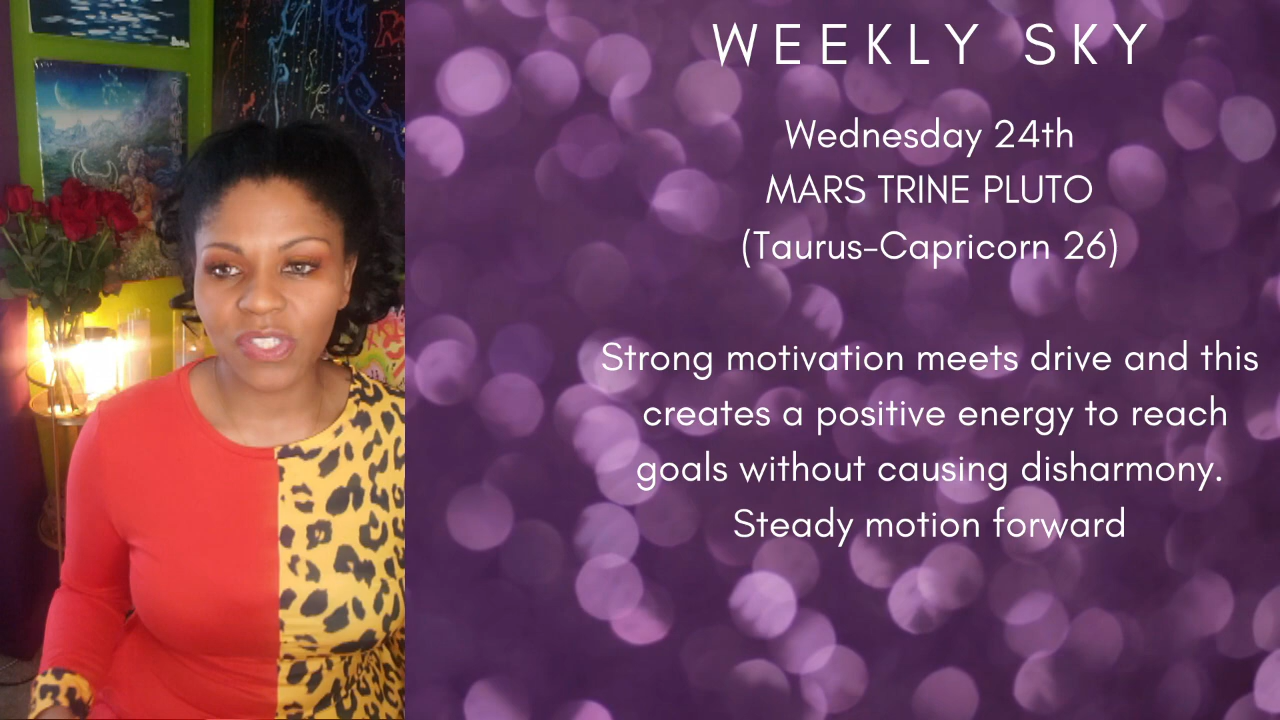 WEEKLY SKY
Wednesday 24th
MARS TRINE PLUTO
(Taurus-Capricorn 26)
Strong motivation meets drive and this
creates a positive energy to reach
goals without causing disharmony.
Steady motion forward